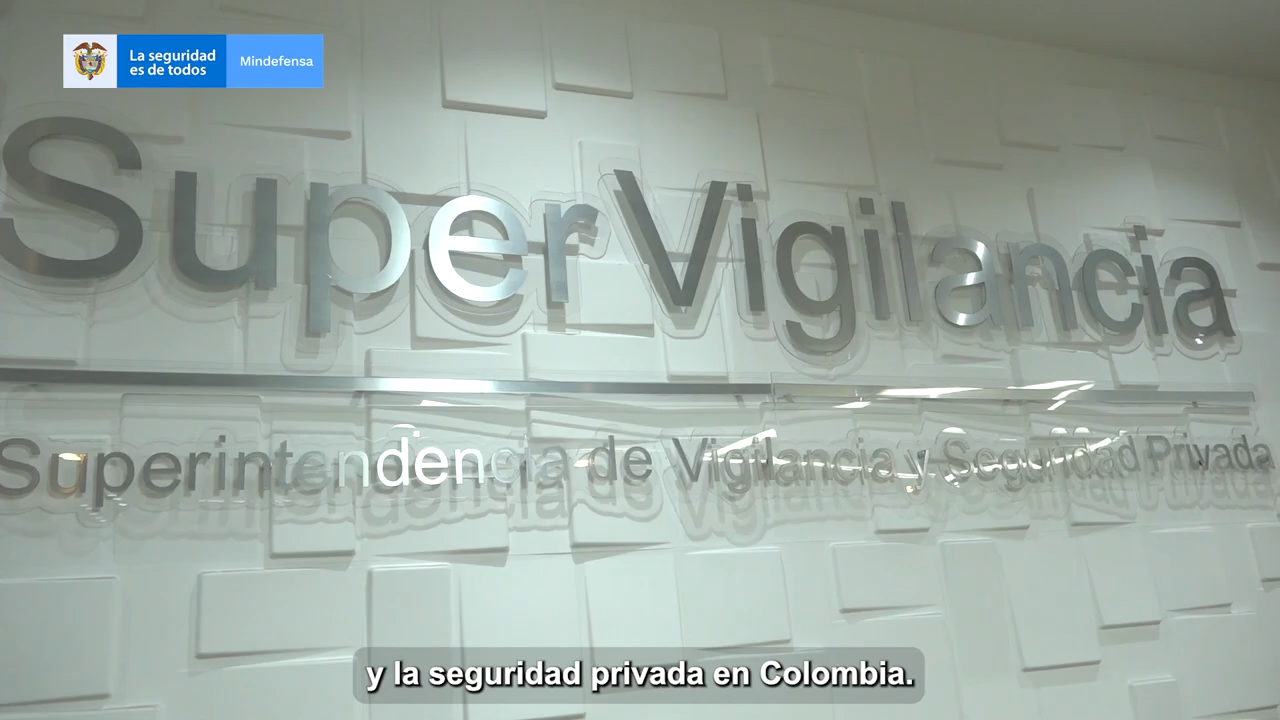 La seguridad
es de todos
Mindefensa
SuperVigilancia
Superintendencia de Vigilancia y Seguridad Privada
y la seguridad privada en Colombia.